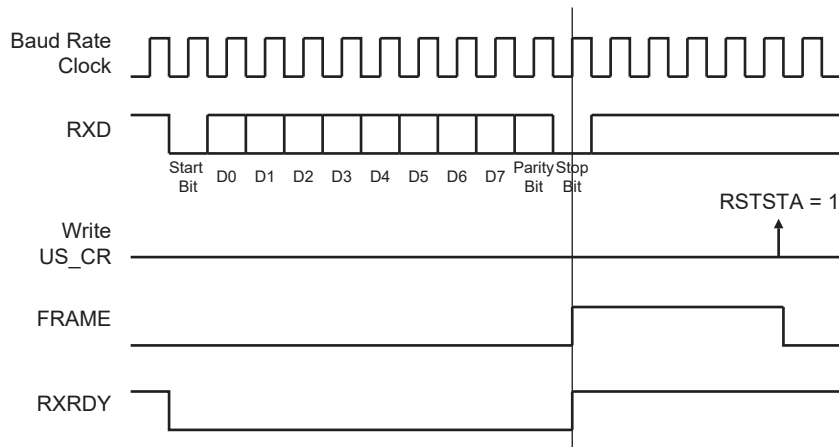 Baud Rate
Clock
RXD
Start
Bit
D0
D1
D2
D3
D4
D5
D6
D7
Parity
Bit
Stop
Bit
RSTSTA = 1
Write
US_CR
FRAME
RXRDY